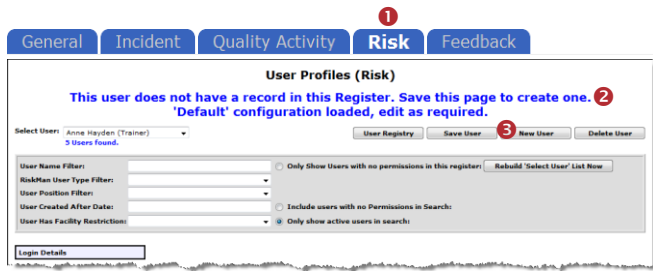 1
General Incident Quality Activity Risk Feedback
User Profiles (Risk)
This user does not have a record in this Register. Save this page to create one. 2
'Default' configuration loaded, edit as required.
3
Select User: Anne Hayden (Trainer) User Registry Save User New User Delete User
5 Users found.
User Name Filter: Only Show Users with no permissions in this register: Rebuild 'Select User' List Now
RiskMan User Type Filter:
User Position Filter:
User Created After Date: Include users with no Permissions in Search:
User Has Facility Restriction: Only show active users in search:
Login Details